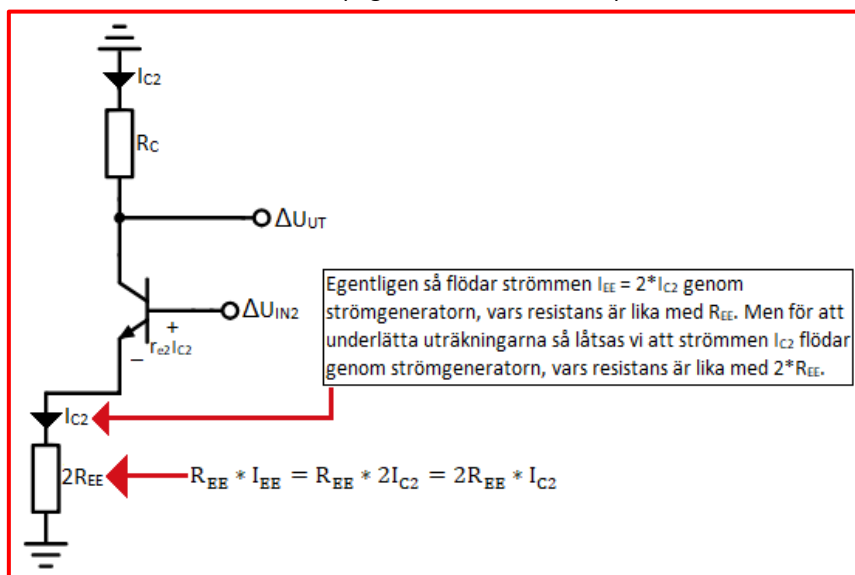 IC2
RC
ΔUUT
ΔUIN2
+
re2IC2
–
Egentligen så flödar strömmen IEE = 2*IC2 genom
strömgeneratorn, vars resistans är lika med REE. Men för att
underlätta uträkningarna så låtsas vi att strömmen IC2 flödar
genom strömgeneratorn, vars resistans är lika med 2*REE.
IC2
2REE
REE * IEE = REE * 2IC2 = 2REE * IC2